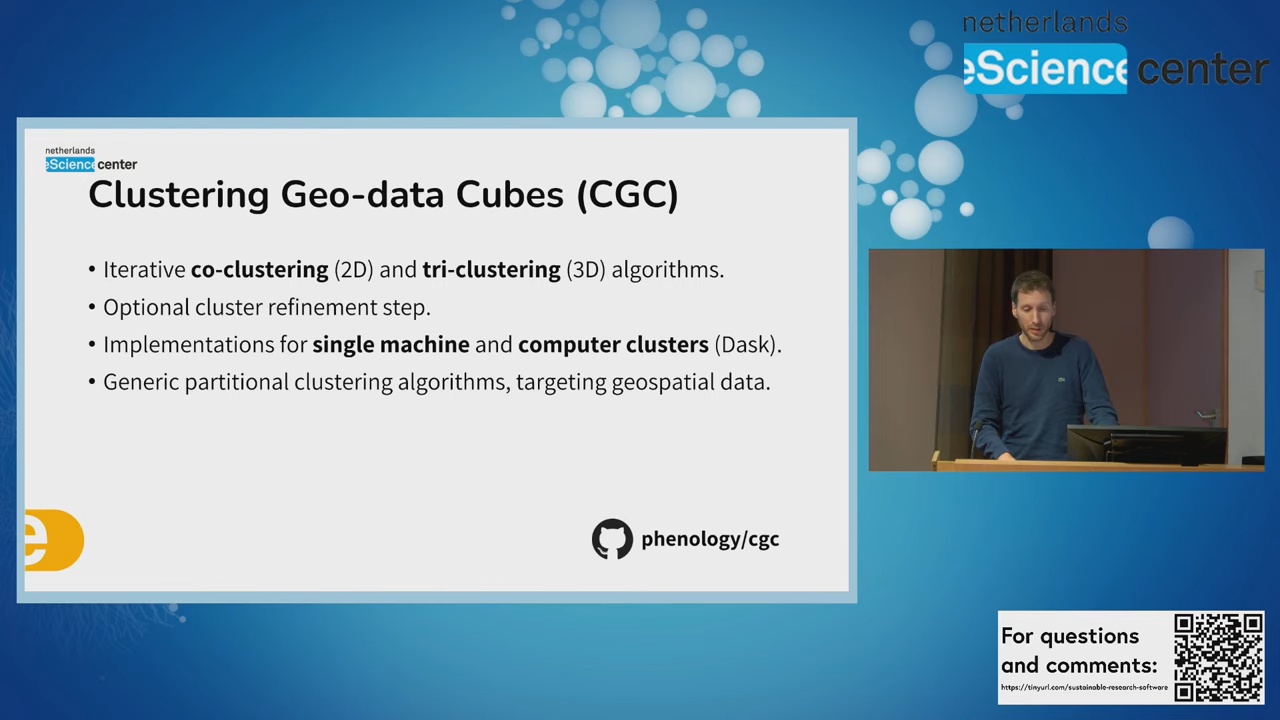 netherlands
eScience center
netherlands
eScience center
Clustering Geo-data Cubes (CGC)
• Iterative co-clustering (2D) and tri-clustering (3D) algorithms.
• Optional cluster refinement step.
• Implementations for single machine and computer clusters (Dask).
• Generic partitional clustering algorithms, targeting geospatial data.
e
phenology/cgc
For questions
and comments:
https://tinyurl.com/sustainable-research-software